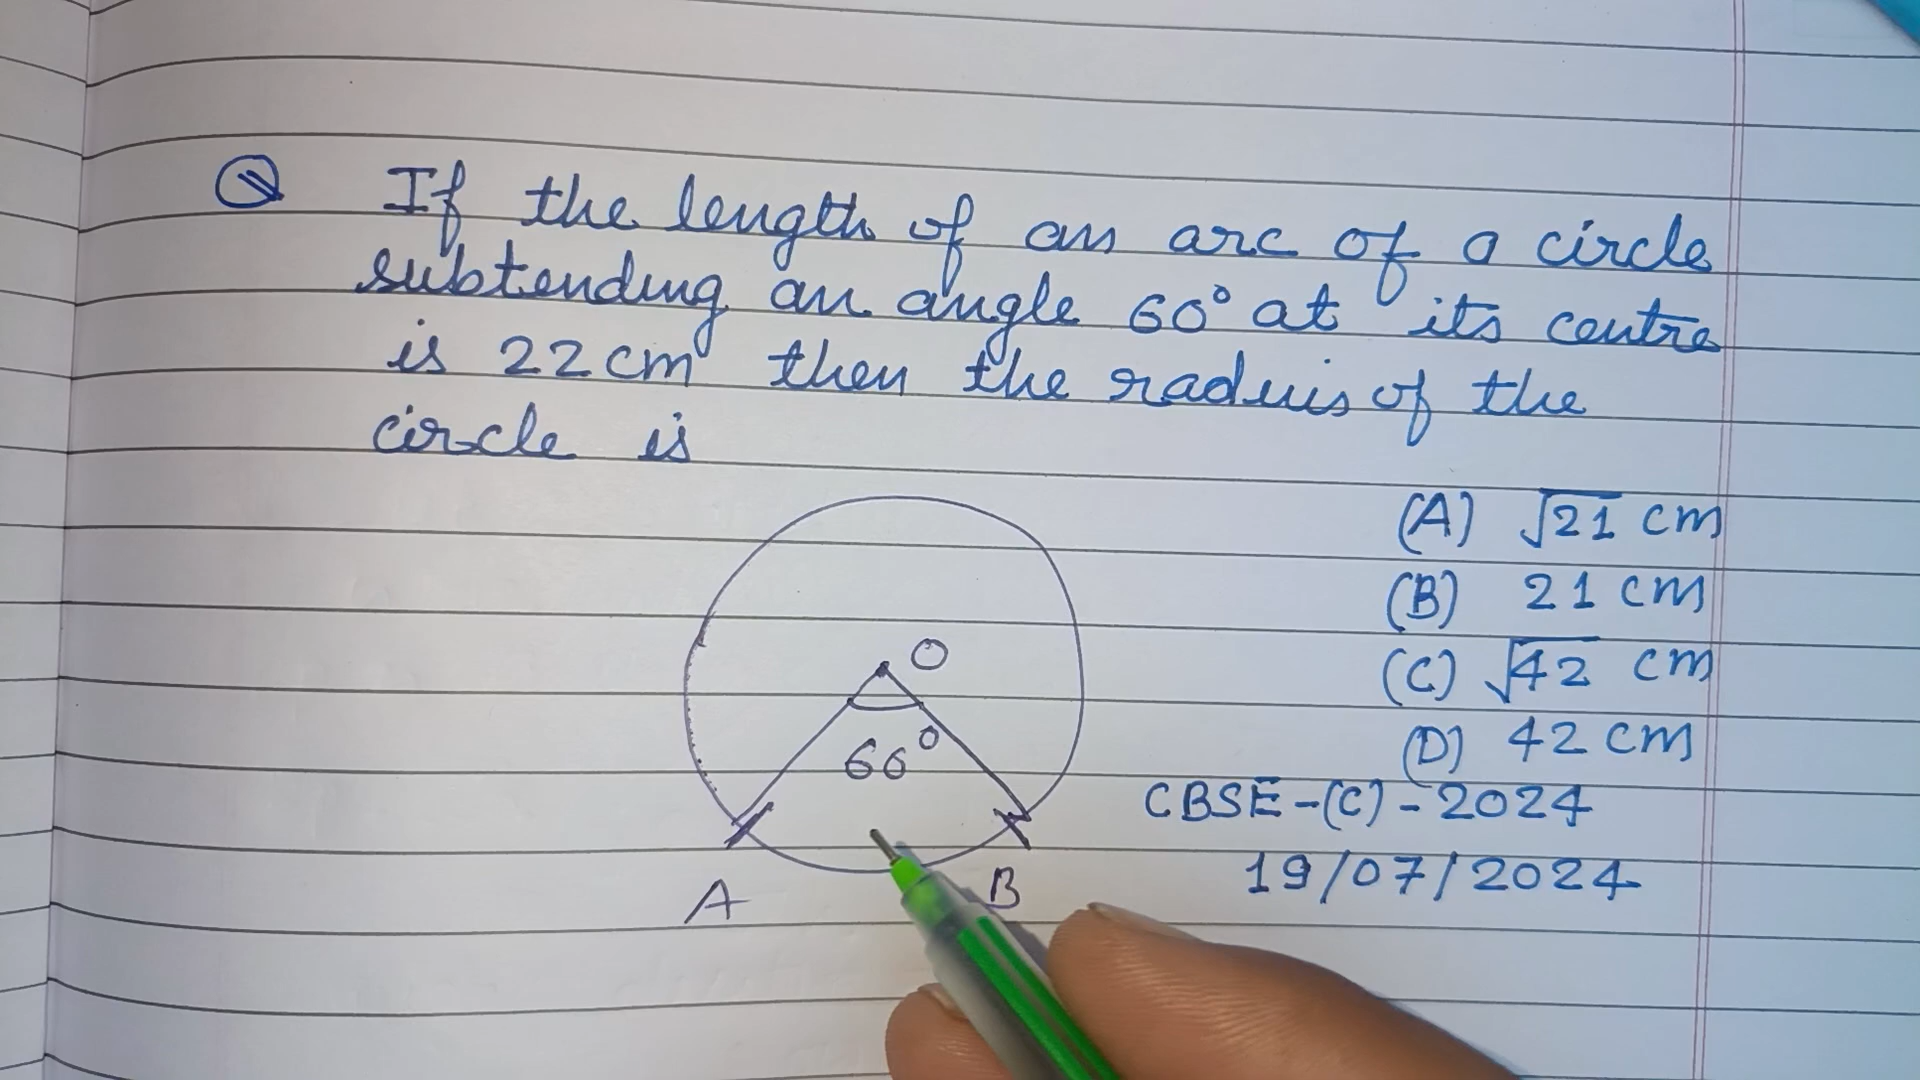 Q If the length of an arc of a circle
subtending an angle 60° at its centre
is 22 cm then the radius of the
circle is
(A) √21 cm
(B) 21 cm
(C) √42 cm
(D) 42 cm
CBSE-(C)-2024
19/07/2024
O
60°
A B